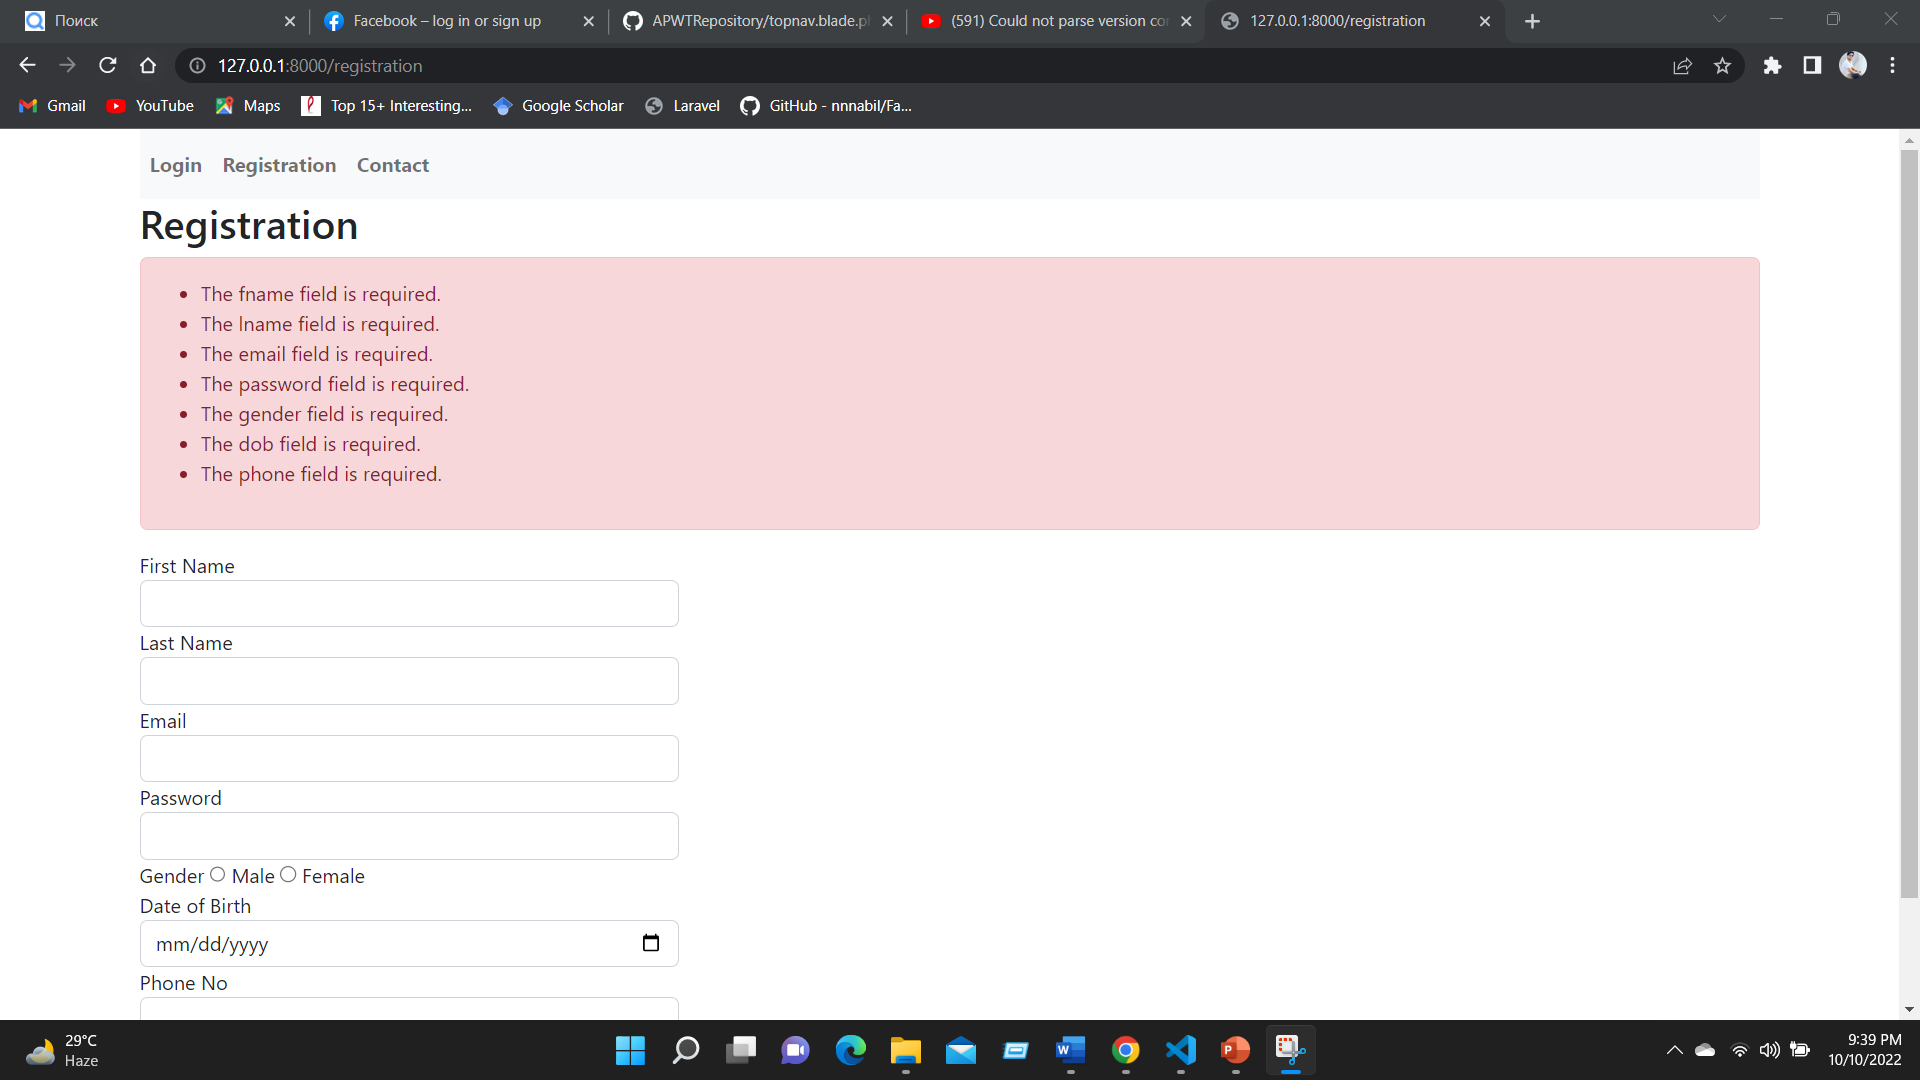 Поиск
Facebook – log in or sign up
APWTRepository/topnav.blade.p
(591) Could not parse version co
127.0.0.1:8000/registration
127.0.0.1:8000/registration
Gmail
YouTube
Maps
Top 15+ Interesting...
Google Scholar
Laravel
GitHub - nnnabil/Fa...
Login Registration Contact
Registration
• The fname field is required.
• The lname field is required.
• The email field is required.
• The password field is required.
• The gender field is required.
• The dob field is required.
• The phone field is required.
First Name
Last Name
Email
Password
Gender Male Female
Date of Birth
mm/dd/yyyy
Phone No
29°C
Haze
9:39 PM
10/10/2022